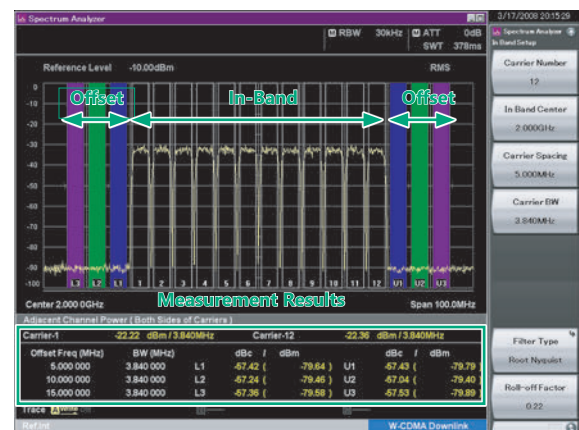 Spectrum Analyzer
3/17/2008 20:15:29
RBW 30kHz ATT 0dB
SWT 378ms
Spectrum Analyzer
In Band Setup
Reference Level -10.00dBm RMS
Carrier Number
12
In Band Center
2.000GHz
Carrier Spacing
5.000MHz
Carrier BW
3.840MHz
Filter Type
Root Nyquist
Roll-off Factor
0.22
Offset In-Band Offset
0
-10
-20
-30
-40
-50
-60
-70
-80
-90
-100
L3 L2 L1 1 2 3 4 5 6 7 8 9 10 11 12 U1 U2 U3
Center 2.000 0GHz Span 100.0MHz
Measurement Results
Adjacent Channel Power ( Both Sides of Carriers )
Carrier-1 -22.22 dBm / 3.840MHz Carrier-12 -22.36 dBm / 3.840MHz
Offset Freq (MHz) BW (MHz) dBc / dBm dBc / dBm
5.000 000 3.840 000 L1 -57.42 ( -79.64 ) U1 -57.43 ( -79.79 )
10.000 000 3.840 000 L2 -57.24 ( -79.46 ) U2 -57.04 ( -79.40 )
15.000 000 3.840 000 L3 -57.36 ( -79.58 ) U3 -57.53 ( -79.89 )
Trace A Write
Ref.Int W-CDMA Downlink